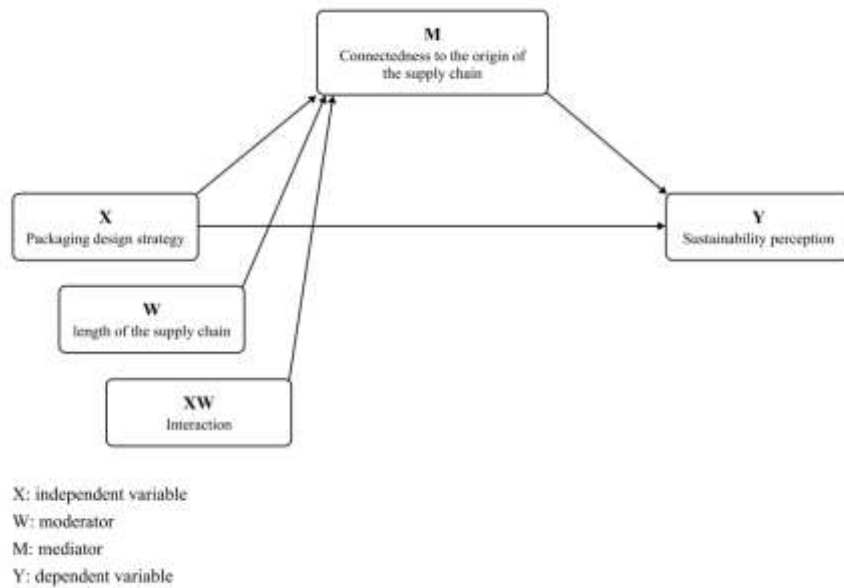 M
Connectedness to the origin of
the supply chain
X
Packaging design strategy
Y
Sustainability perception
W
length of the supply chain
XW
Interaction
X: independent variable
W: moderator
M: mediator
Y: dependent variable